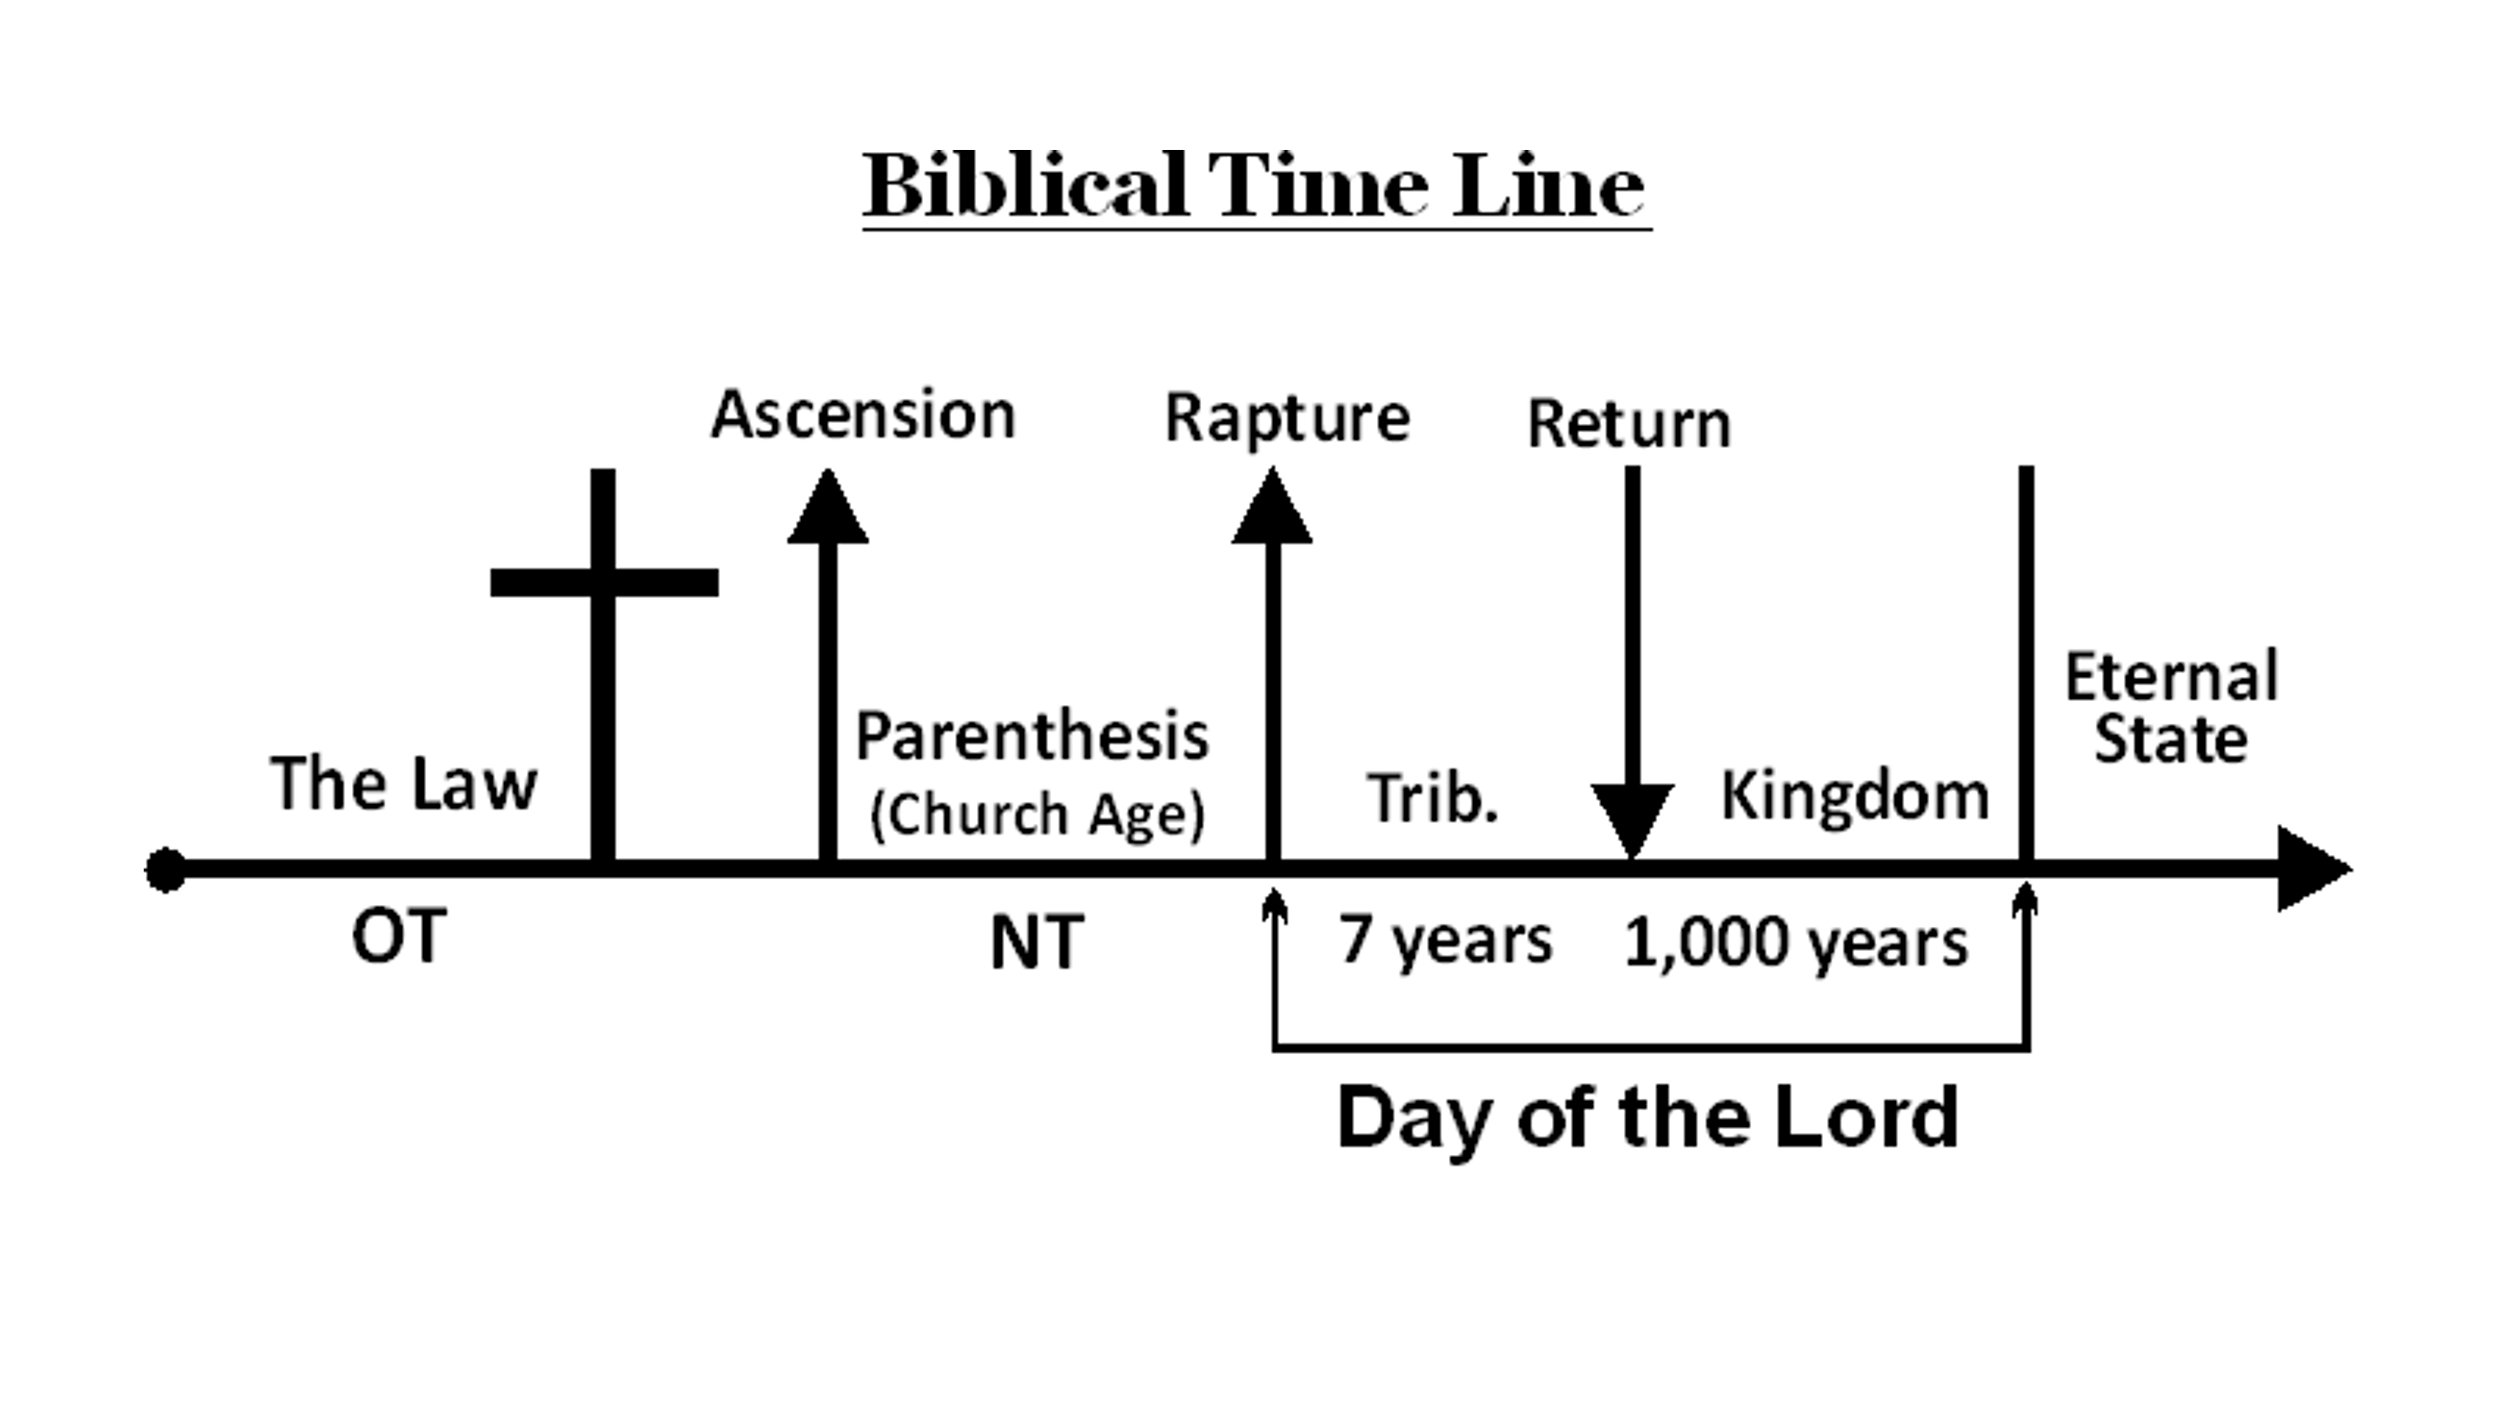 Biblical Time Line
Ascension
Rapture
Return
The Law
Parenthesis
(Church Age)
Trib.
Kingdom
Eternal
State
OT
NT
7 years
1,000 years
Day of the Lord